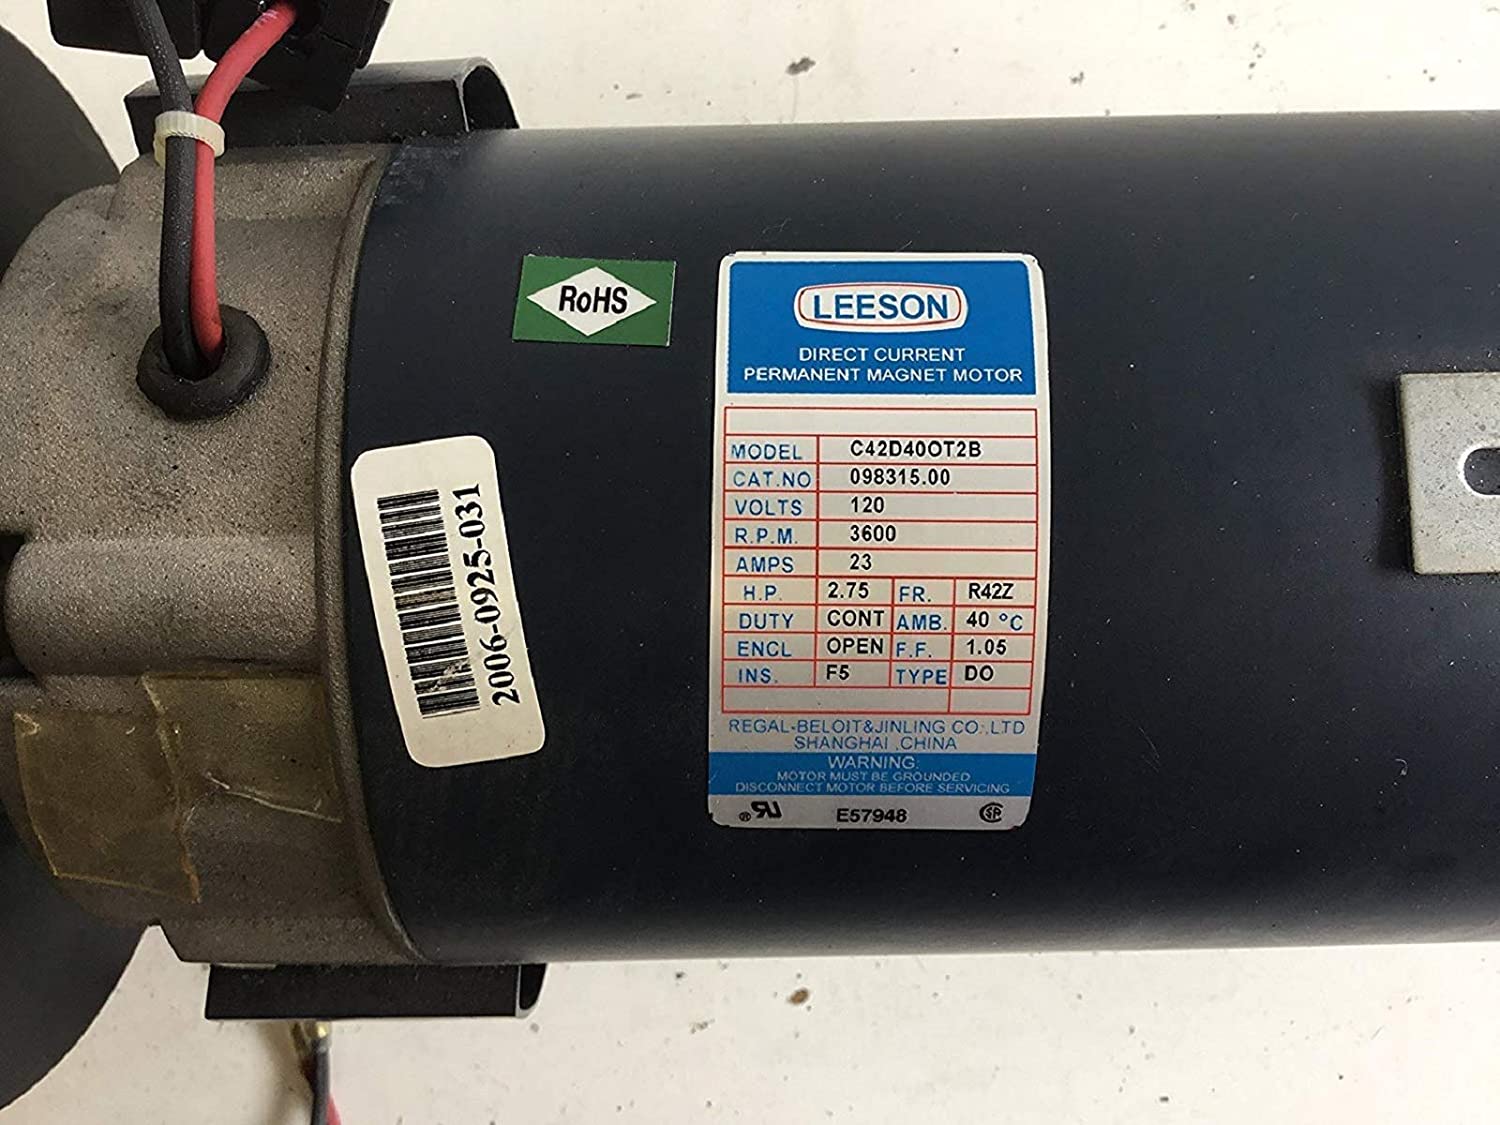 RoHS
2006-0925-031
LEESON
DIRECT CURRENT
PERMANENT MAGNET MOTOR
MODEL C42D40OT2B
CAT.NO 098315.00
VOLTS 120
R.P.M. 3600
AMPS 23
H.P. 2.75 FR. R42Z
DUTY CONT AMB. 40 °C
ENCL OPEN F.F. 1.05
INS. F5 TYPE DO
REGAL-BELOIT&JINLING CO.,LTD
SHANGHAI ,CHINA
WARNING:
MOTOR MUST BE GROUNDED
DISCONNECT MOTOR BEFORE SERVICING
® RU E57948 CSA